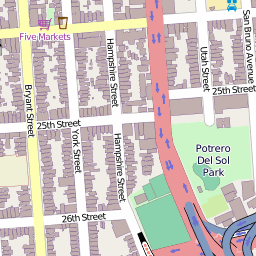 Five Markets
Hampshire Street
Utah Street
San Bruno Avenue
Bryant Street
25th Street
25th Street
York Street
Hampshire Street
Potrero
Del Sol
Park
26th Street